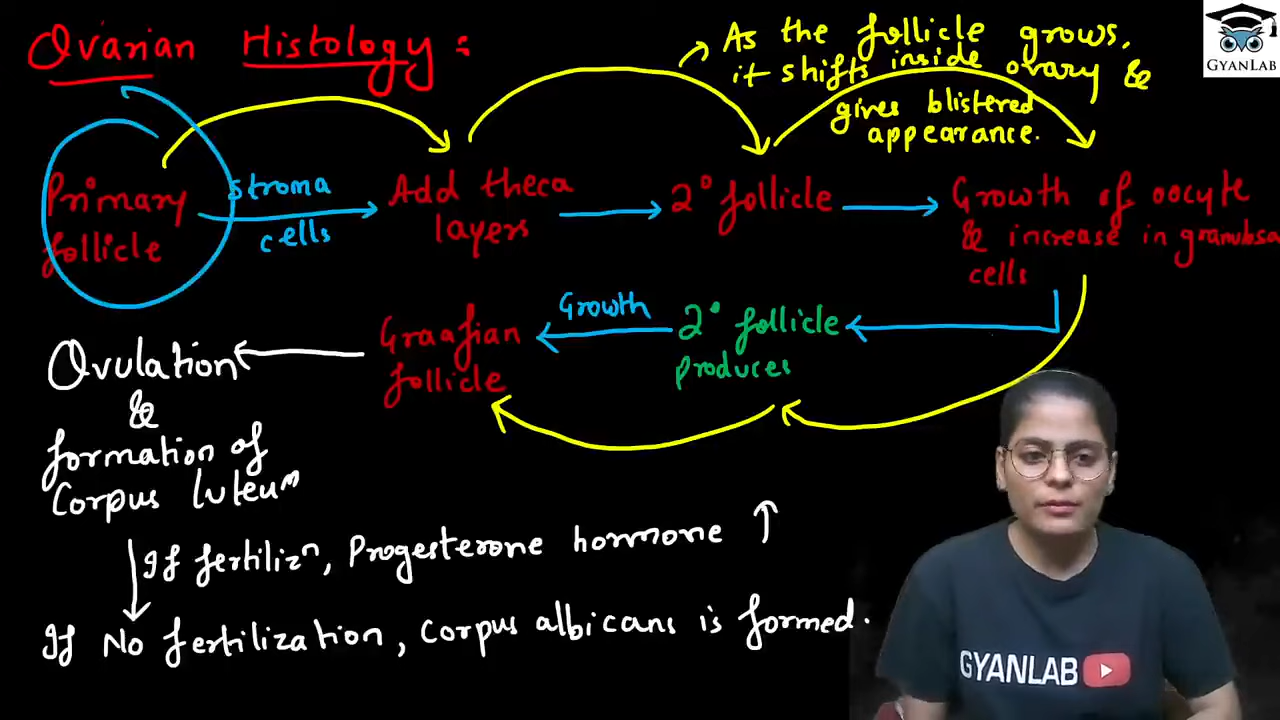 Ovarian Histology :
As the follicle grows,
it shifts inside ovary &
gives blistered
appearance.
GYANLAB
Primary
follicle
stroma
cells
Add theca
layers
2° follicle
Growth of oocyte
& increase in granulosa
cells
2° follicle
produces
Growth
Graafian
follicle
Ovulation
&
formation of
Corpus luteum
If fertilizn, Progesterone hormone ↑
If No fertilization, Corpus albicans is formed.
GYANLAB